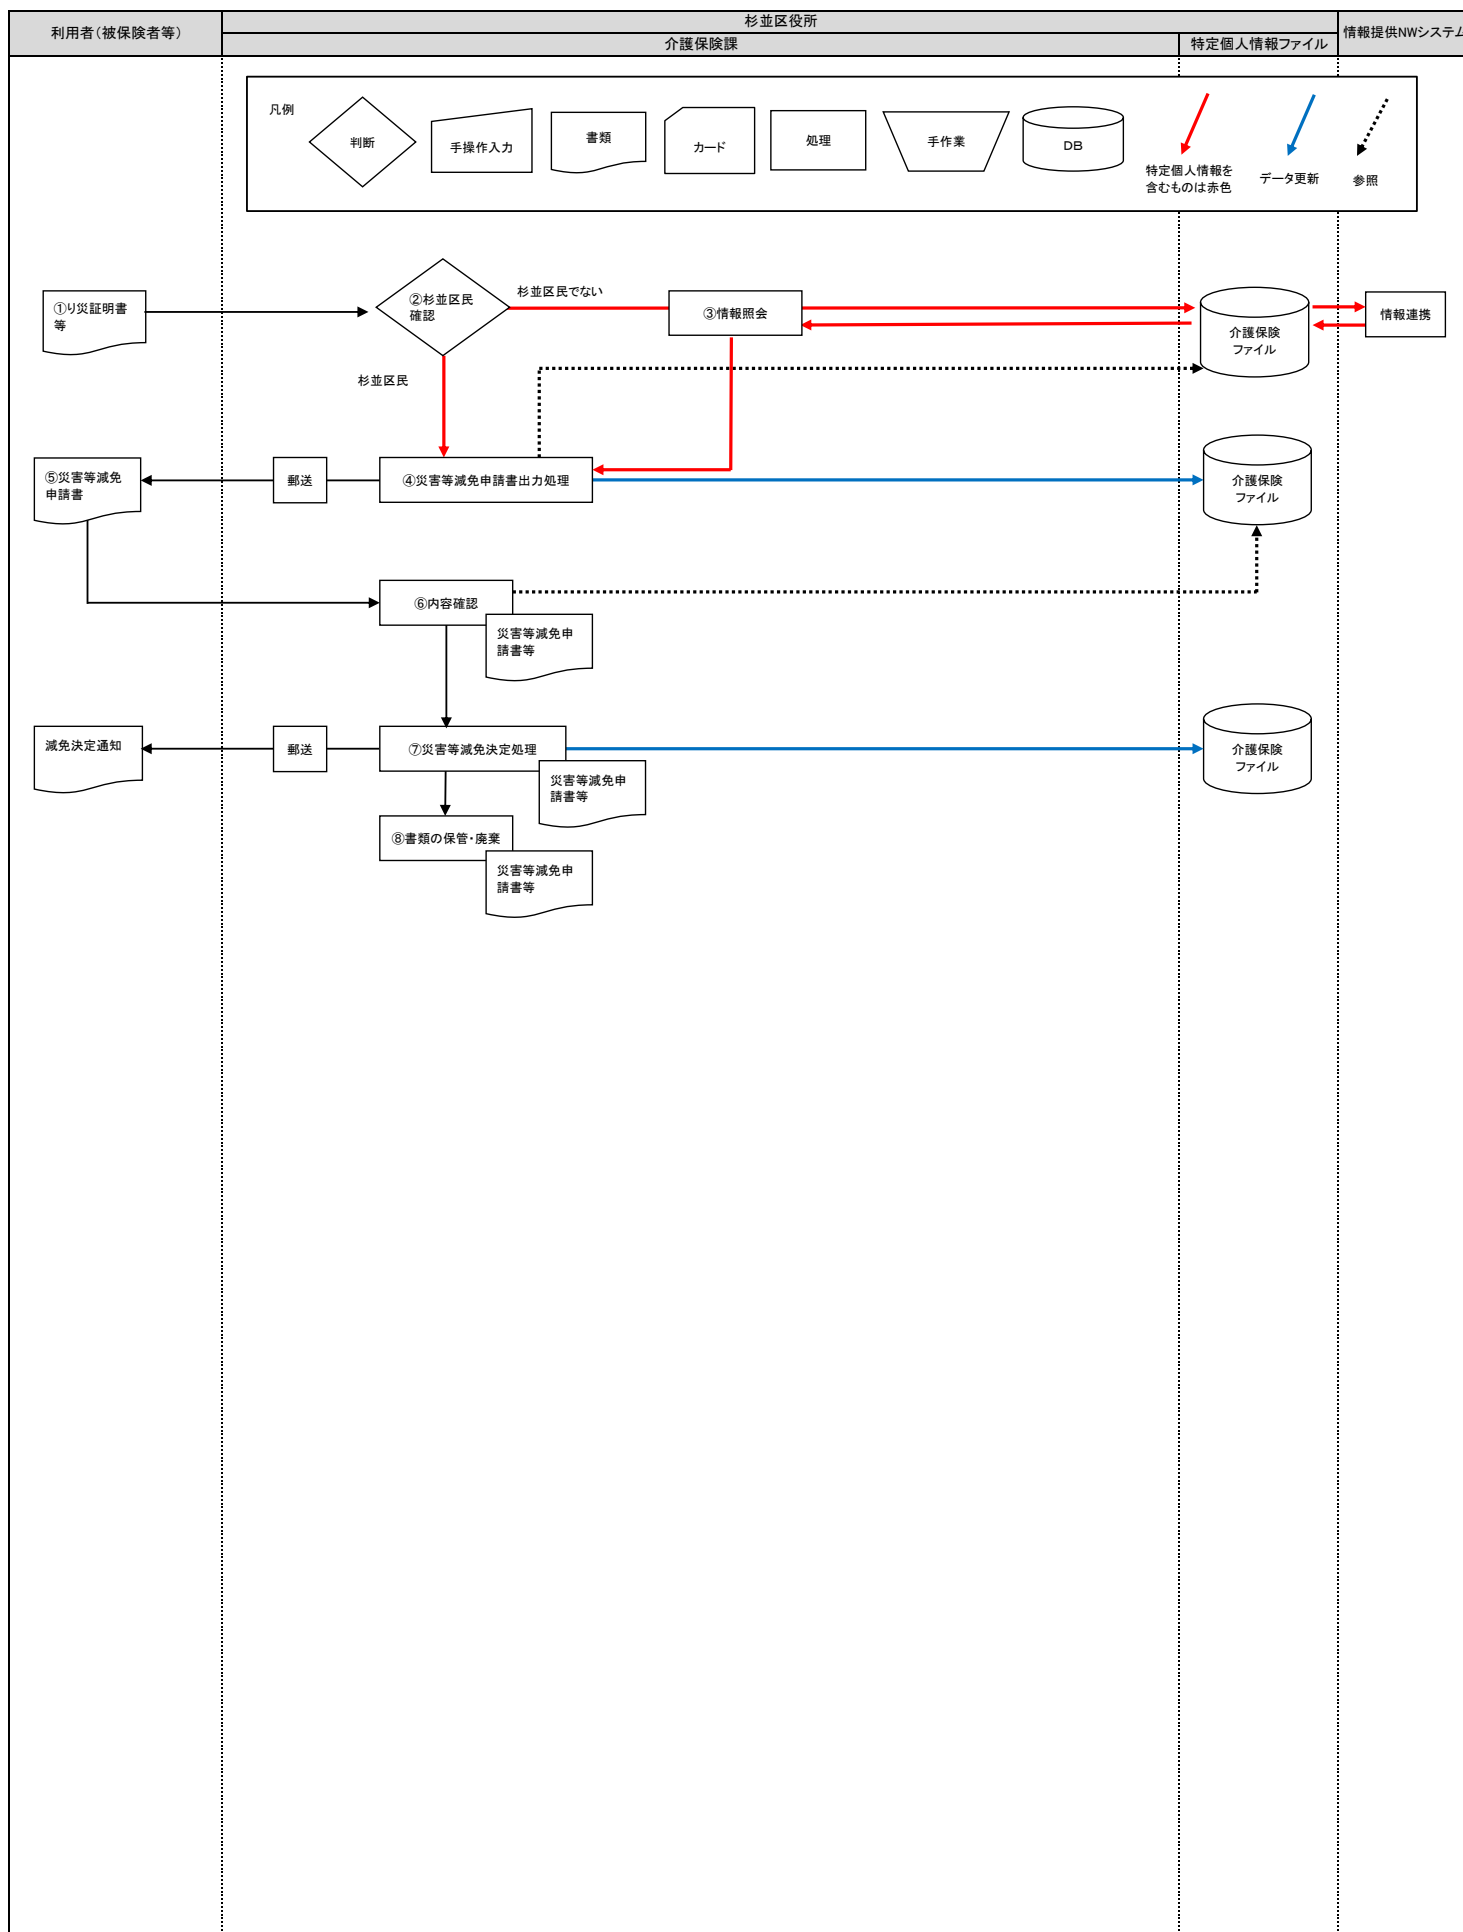 利用者（被保険者等）
杉並区役所
介護保険課
特定個人情報ファイル
情報提供NWシステム
凡例
判断
手操作入力
書類
カード
処理
手作業
DB
特定個人情報を
含むものは赤色
データ更新
参照
①り災証明書
等
②杉並区民
確認
杉並区民でない
③情報照会
介護保険
ファイル
情報連携
杉並区民
⑤災害等減免
申請書
郵送
④災害等減免申請書出力処理
介護保険
ファイル
⑥内容確認
災害等減免申
請書等
減免決定通知
郵送
⑦災害等減免決定処理
災害等減免申
請書等
介護保険
ファイル
⑧書類の保管・廃棄
災害等減免申
請書等